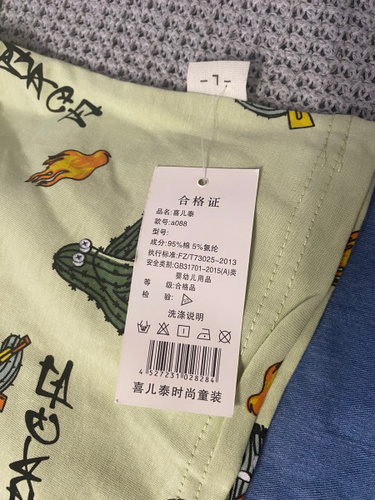 -L-
合格证
品名:喜儿泰
款号:a088
型号:
成分:95%棉 5%氨纶
执行标准:FZ/T73025-2013
安全类别:GB31701-2015(A)类
婴幼儿用品
等 级:合格品
检 验:
洗涤说明
4 527231 028284
喜儿泰时尚童装